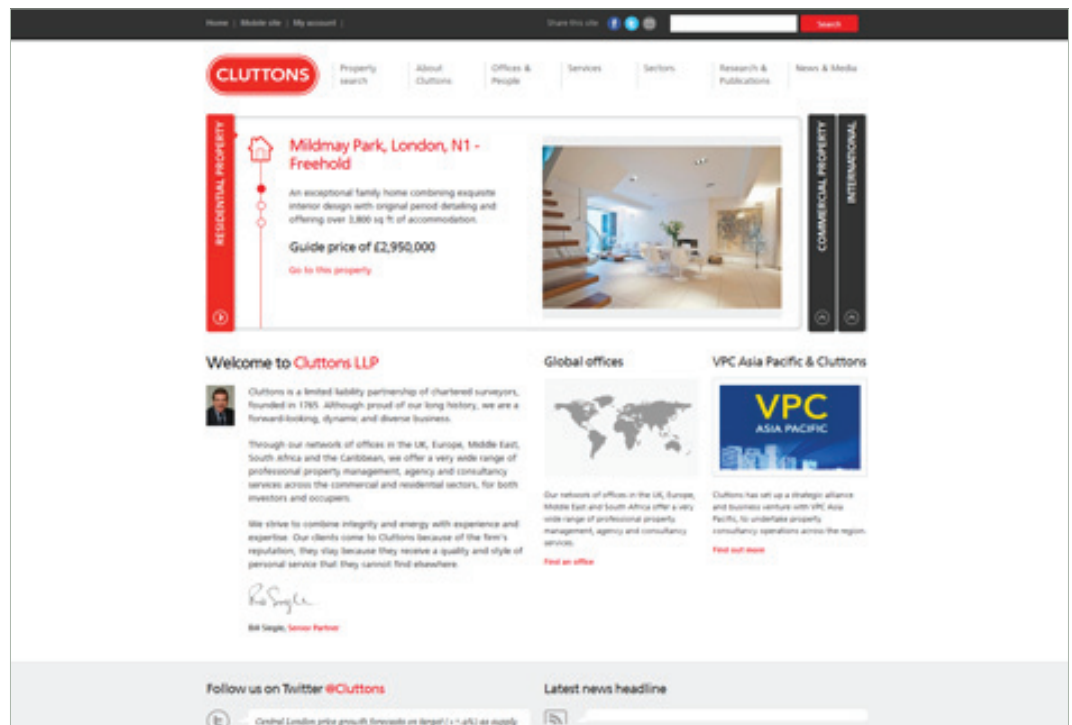 Home | Mobile site | My account |
Share this site
Search
CLUTTONS
Property search
About Cluttons
Offices & People
Services
Sectors
Research & Publications
News & Media
RESIDENTIAL PROPERTY
Mildmay Park, London, N1 -
Freehold
An exceptional family home combining exquisite
interior design with original period detailing and
offering over 3,800 sq ft of accommodation.
Guide price of £2,950,000
Go to this property
COMMERCIAL PROPERTY
INTERNATIONAL
Welcome to Cluttons LLP
Cluttons is a limited liability partnership of chartered surveyors,
founded in 1765. Although proud of our long history, we are a
forward-looking, dynamic and diverse business.
Through our network of offices in the UK, Europe, Middle East,
South Africa and the Caribbean, we offer a very wide range of
professional property management, agency and consultancy
services across the commercial and residential sectors, for both
investors and occupiers.
We strive to combine integrity and energy with experience and
expertise. Our clients come to Cluttons because of the firm's
reputation, they stay because they receive a quality and style of
personal service that they cannot find elsewhere.
Bill Siegle, Senior Partner
Global offices
Our network of offices in the UK, Europe,
Middle East and South Africa offer a very
wide range of professional property
management, agency and consultancy
services.
Find an office
VPC Asia Pacific & Cluttons
VPC
ASIA PACIFIC
Cluttons has set up a strategic alliance
and business venture with VPC Asia
Pacific, to undertake property
consultancy operations across the region.
Find out more
Follow us on Twitter @Cluttons
Central London price growth forecasts on target
Latest news headline